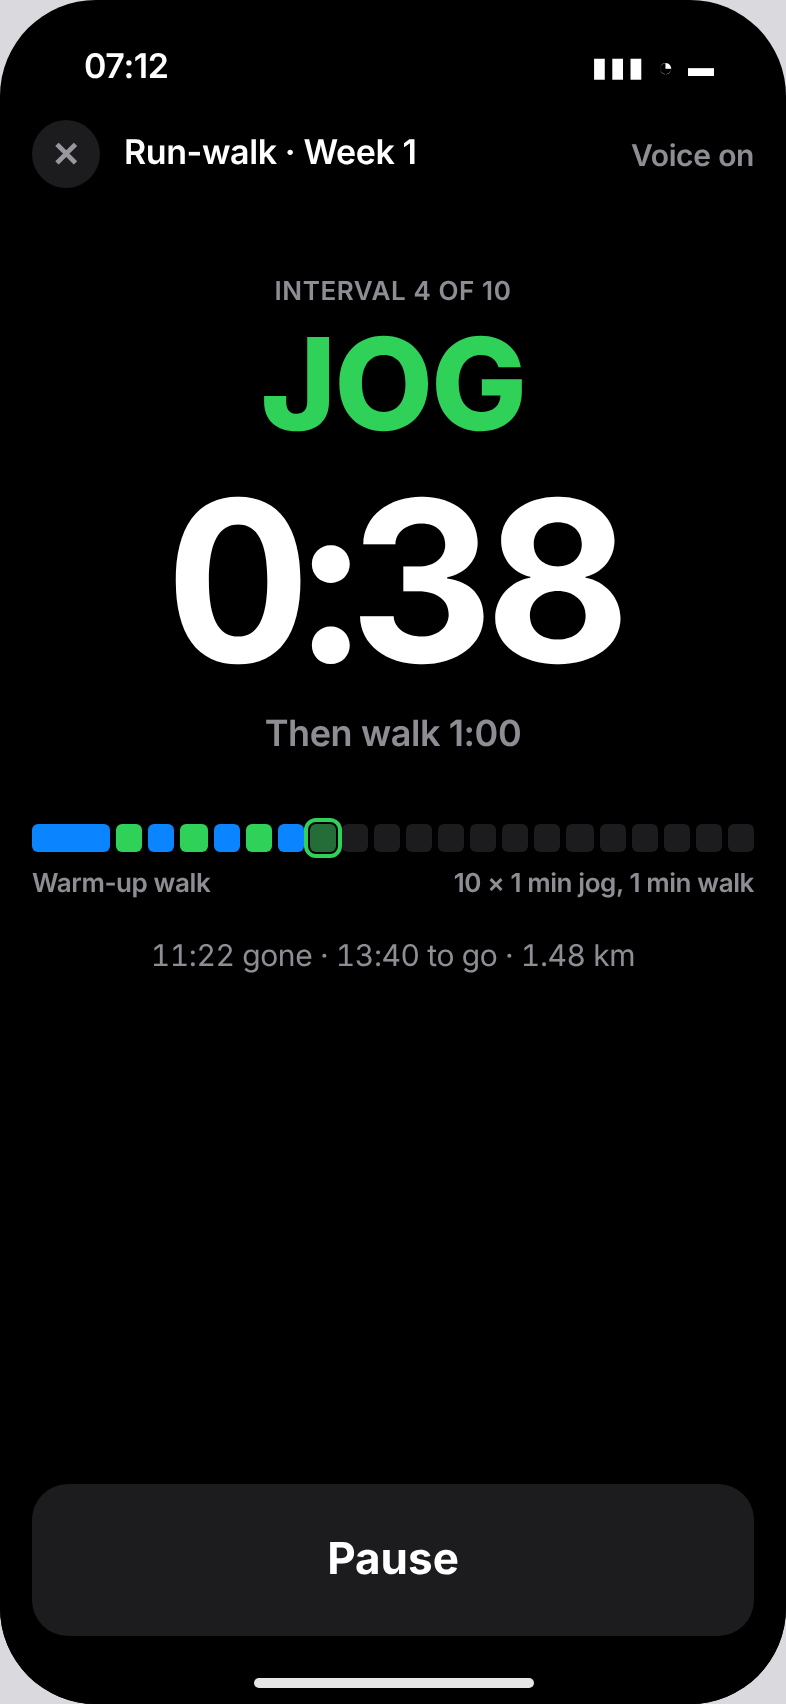 07:12
Run-walk · Week 1
Voice on
INTERVAL 4 OF 10
JOG
0:38
Then walk 1:00
Warm-up walk
10 × 1 min jog, 1 min walk
11:22 gone · 13:40 to go · 1.48 km
Pause